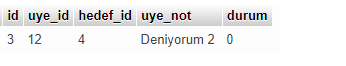 id uye_id hedef_id uye_not durum
3 12 4 Deniyorum 2 0